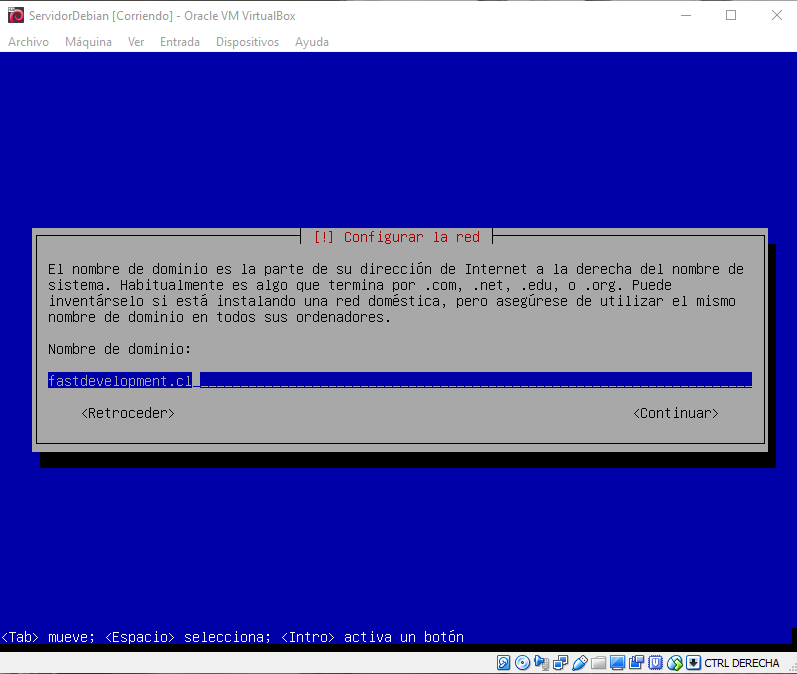 ServidorDebian [Corriendo] - Oracle VM VirtualBox
Archivo Máquina Ver Entrada Dispositivos Ayuda
[!] Configurar la red
El nombre de dominio es la parte de su dirección de Internet a la derecha del nombre de
sistema. Habitualmente es algo que termina por .com, .net, .edu, o .org. Puede
inventárselo si está instalando una red doméstica, pero asegúrese de utilizar el mismo
nombre de dominio en todos sus ordenadores.
Nombre de dominio:
fastdevelopment.cl
<Retroceder> <Continuar>
<Tab> mueve; <Espacio> selecciona; <Intro> activa un botón
CTRL DERECHA